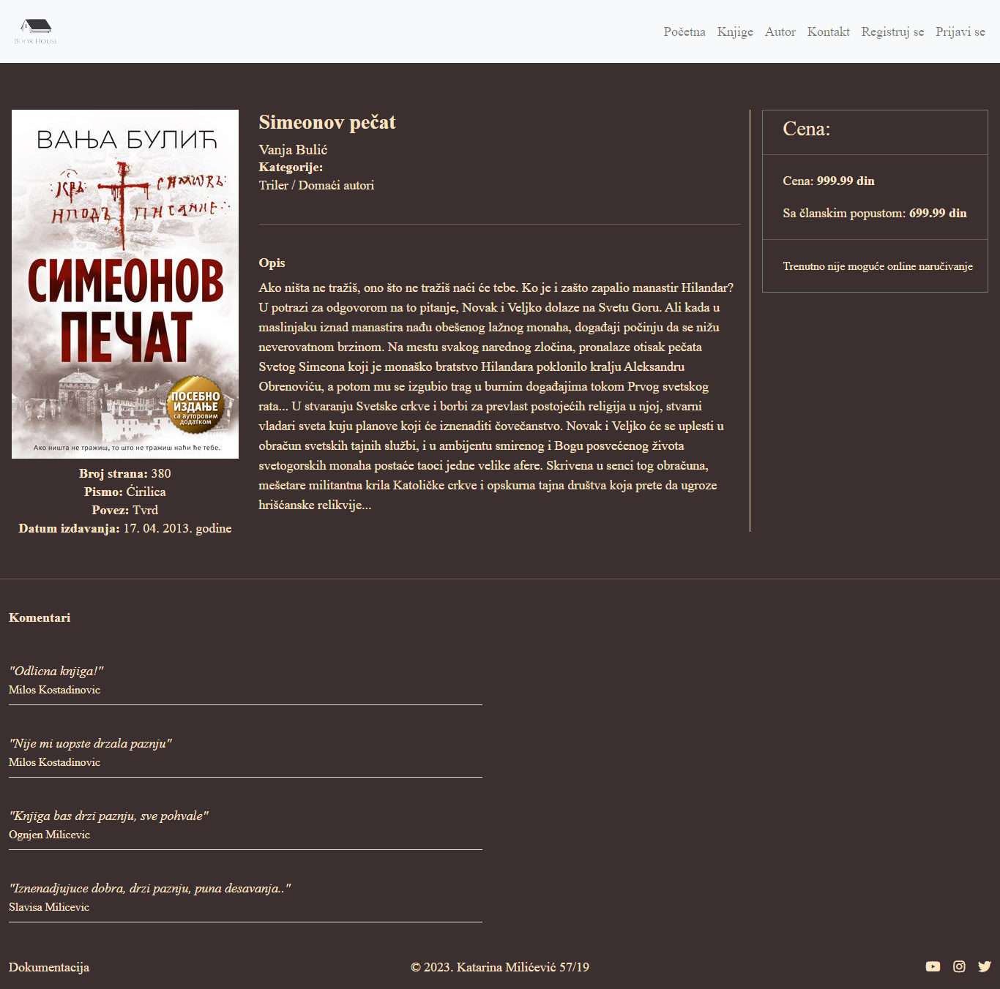 BOOK HOUSE
Početna Knjige Autor Kontakt Registruj se Prijavi se
ВАЊА БУЛИЋ
СИМЕОНОВ
ПЕЧАТ
ПОСЕБНО
ИЗДАЊЕ
са ауторовим
додатком
Ако ништа не тражиш, то што не тражиш наћи ће тебе.
Broj strana: 380
Pismo: Ćirilica
Povez: Tvrd
Datum izdavanja: 17. 04. 2013. godine
Simeonov pečat
Vanja Bulić
Kategorije:
Triler / Domaći autori
Opis
Ako ništa ne tražiš, ono što ne tražiš naći će tebe. Ko je i zašto zapalio manastir Hilandar?
U potrazi za odgovorom na to pitanje, Novak i Veljko dolaze na Svetu Goru. Ali kada u
maslinjaku iznad manastira nađu obešenog lažnog monaha, događaji počinju da se nižu
neverovatnom brzinom. Na mestu svakog narednog zločina, pronalaze otisak pečata
Svetog Simeona koji je monaško bratstvo Hilandara poklonilo kralju Aleksandru
Obrenoviću, a potom mu se izgubio trag u burnim događajima tokom Prvog svetskog
rata... U stvaranju Svetske crkve i borbi za prevlast postojećih religija u njoj, stvarni
vladari sveta kuju planove koji će iznenaditi čovečanstvo. Novak i Veljko će se uplesti u
obračun svetskih tajnih službi, i u ambijentu smirenog i Bogu posvećenog života
svetogorskih monaha postaće taoci jedne velike afere. Skrivena u senci tog obračuna,
mešetare militantna krila Katoličke crkve i opskurna tajna društva koja prete da ugroze
hrišćanske relikvije...
Cena:
Cena: 999.99 din
Sa članskim popustom: 699.99 din
Trenutno nije moguće online naručivanje
Komentari
"Odlicna knjiga!"
Milos Kostadinovic
"Nije mi uopste drzala paznju"
Milos Kostadinovic
"Knjiga bas drzi paznju, sve pohvale"
Ognjen Milicevic
"Iznenadjujuce dobra, drzi paznju, puna desavanja.."
Slavisa Milicevic
Dokumentacija
© 2023. Katarina Milićević 57/19